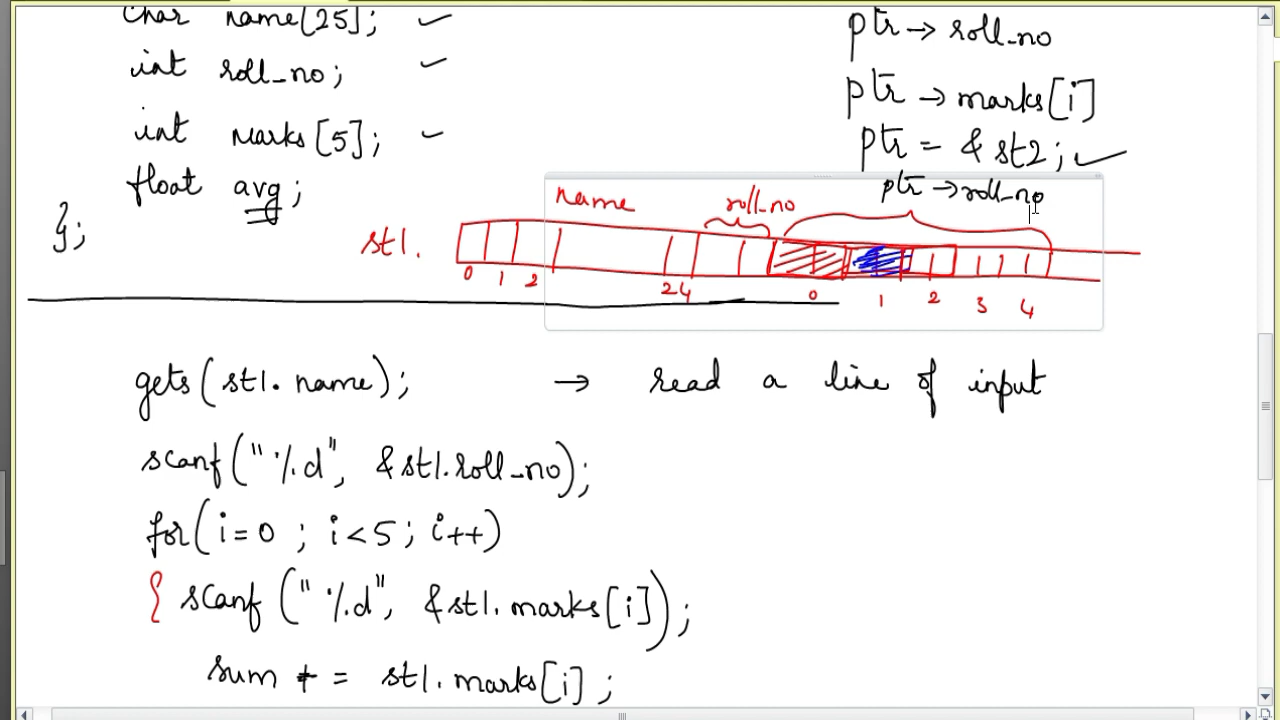 char name[25];
int roll_no;
int marks[5];
float avg;
};
ptr → roll_no
ptr → marks[i]
ptr = & st2;
ptr → roll_no
name
roll_no
st1.
0 1 2 24 0 1 2 3 4
gets(st1. name); → read a line of input
scanf("%d", &st1.roll_no);
for(i=0 ; i<5; i++)
{ scanf ("%d", &st1.marks[i]);
sum += st1.marks[i];